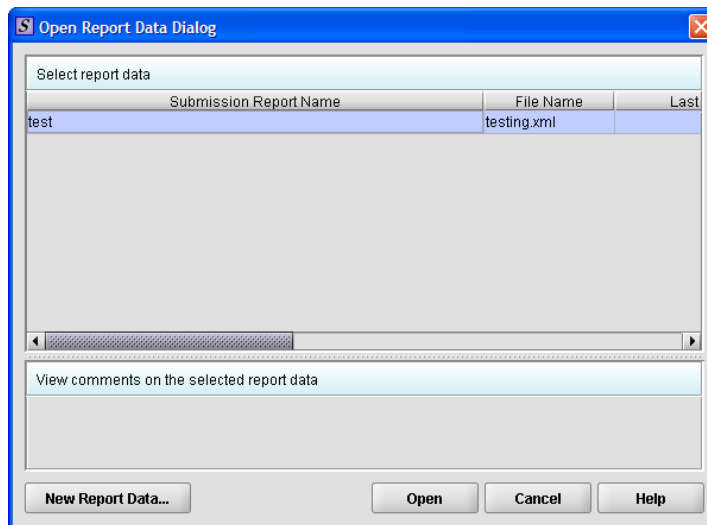 S Open Report Data Dialog
Select report data
Submission Report Name File Name Last
test testing.xml
View comments on the selected report data
New Report Data... Open Cancel Help